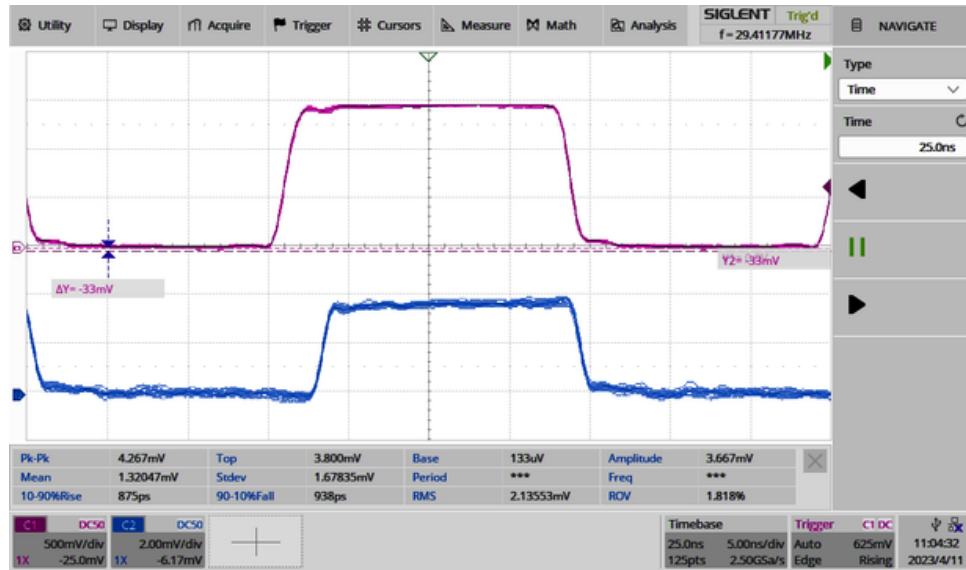 Utility Display Acquire Trigger Cursors Measure Math Analysis SIGLENT Trig'd NAVIGATE
f = 29.41177MHz
Type
Time
Time
25.0ns
Y2= -33mV
ΔY= -33mV
Pk-Pk 4.267mV Top 3.800mV Base 133uV Amplitude 3.667mV
Mean 1.32047mV Stdev 1.67835mV Period *** Freq ***
10-90%Rise 875ps 90-10%Fall 938ps RMS 2.13553mV ROV 1.818%
C1 DC50 C2 DC50 Timebase Trigger C1 DC
500mV/div 2.00mV/div 25.0ns 5.00ns/div Auto 625mV 11:04:32
1X -25.0mV 1X -6.17mV 125pts 2.50GSa/s Edge Rising 2023/4/11